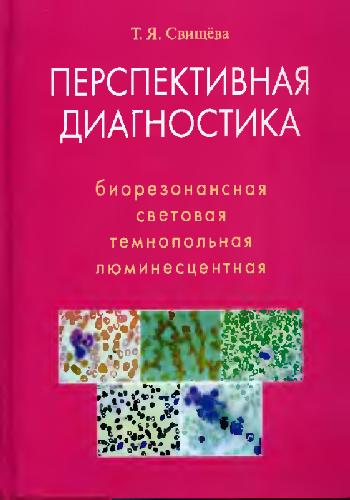 Т. Я. Свищёва
ПЕРСПЕКТИВНАЯ
ДИАГНОСТИКА
биорезонансная
световая
темнопольная
люминесцентная